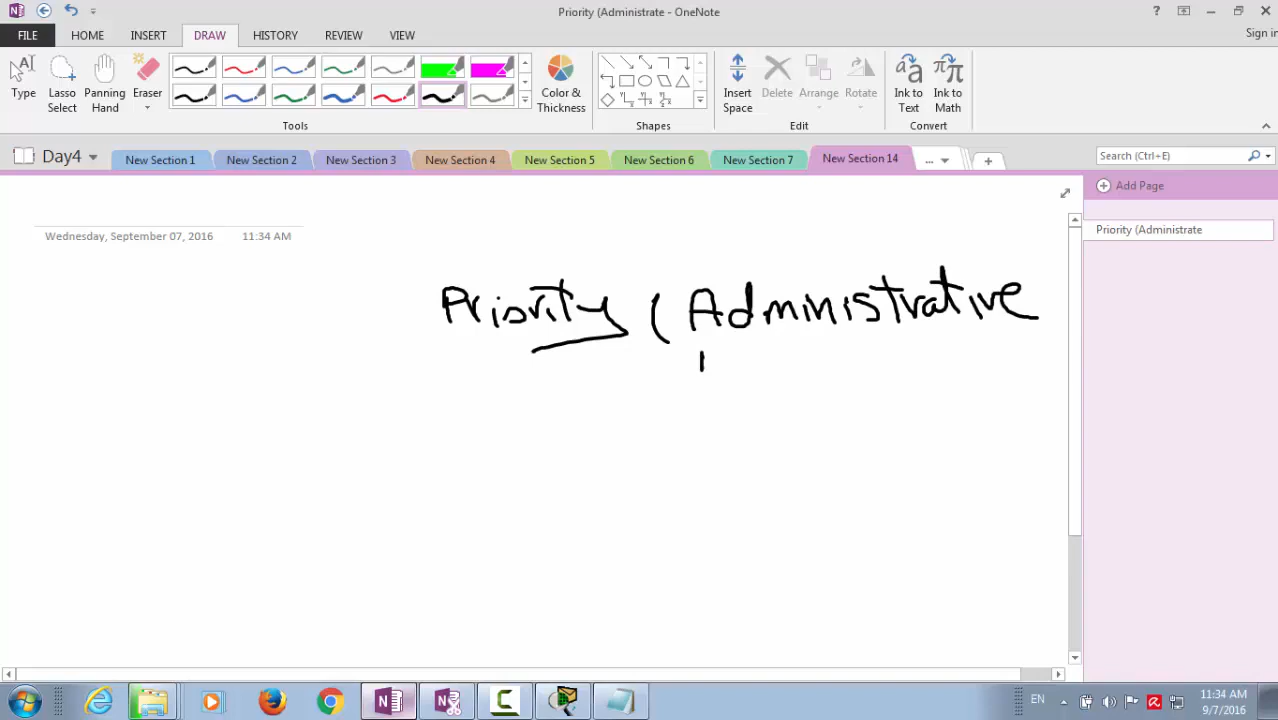 Priority (Administrate - OneNote
?
Sign in
FILE HOME INSERT DRAW HISTORY REVIEW VIEW
Type
Lasso Select
Panning Hand
Eraser
Color & Thickness
Insert Space
Delete
Arrange
Rotate
Ink to Text
Ink to Math
Tools Shapes Edit Convert
Day4 New Section 1 New Section 2 New Section 3 New Section 4 New Section 5 New Section 6 New Section 7 New Section 14 ... + Search (Ctrl+E)
Add Page
Priority (Administrate
Wednesday, September 07, 2016 11:34 AM
Priority (Administrative
EN
11:34 AM
9/7/2016